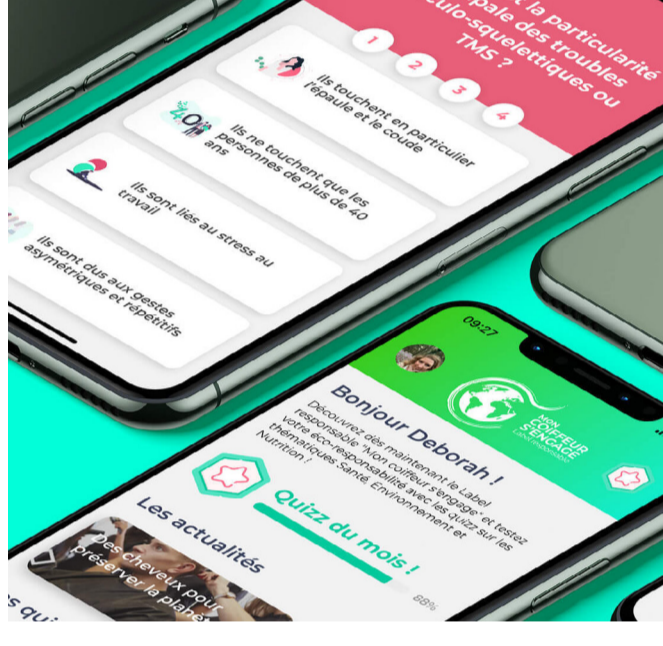 t la particularité
pale des troubles
culo-squelettiques ou
TMS ?
1
2
3
4
Ils touchent en particulier
l'épaule et le coude
40
Ils ne touchent que les
personnes de plus de 40
ans
Ils sont liés au stress au
travail
Ils sont dus aux gestes
asymétriques et répétitifs
09:27
MON
COIFFEUR
S'ENGAGE
Bonjour Deborah !
Découvrez dès maintenant le Label
responsable "Mon coiffeur s'engage" et testez
votre éco-responsabilité avec les quizz sur les
thématiques Santé, Environnement et
Nutrition !
Quizz du mois !
88%
Les actualités
Des cheveux pour
préserver la planè
s qui